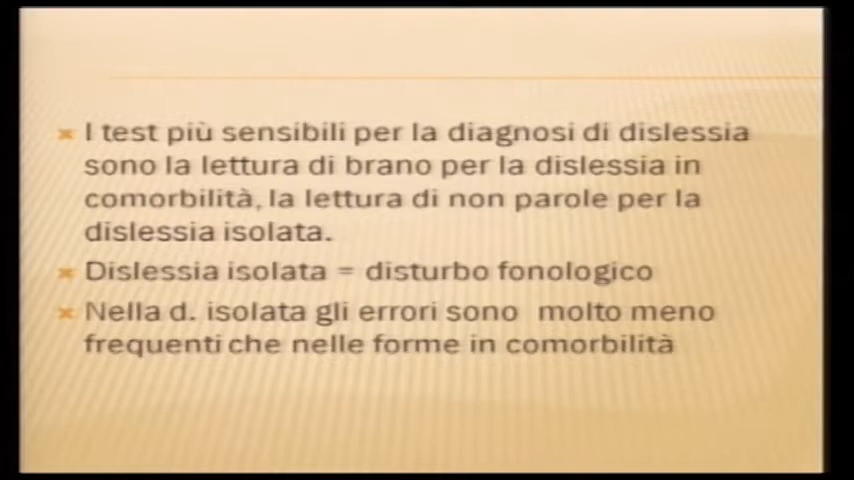 I test più sensibili per la diagnosi di dislessia
sono la lettura di brano per la dislessia in
comorbilità, la lettura di non parole per la
dislessia isolata.
Dislessia isolata = disturbo fonologico
Nella d. isolata gli errori sono molto meno
frequenti che nelle forme in comorbilità